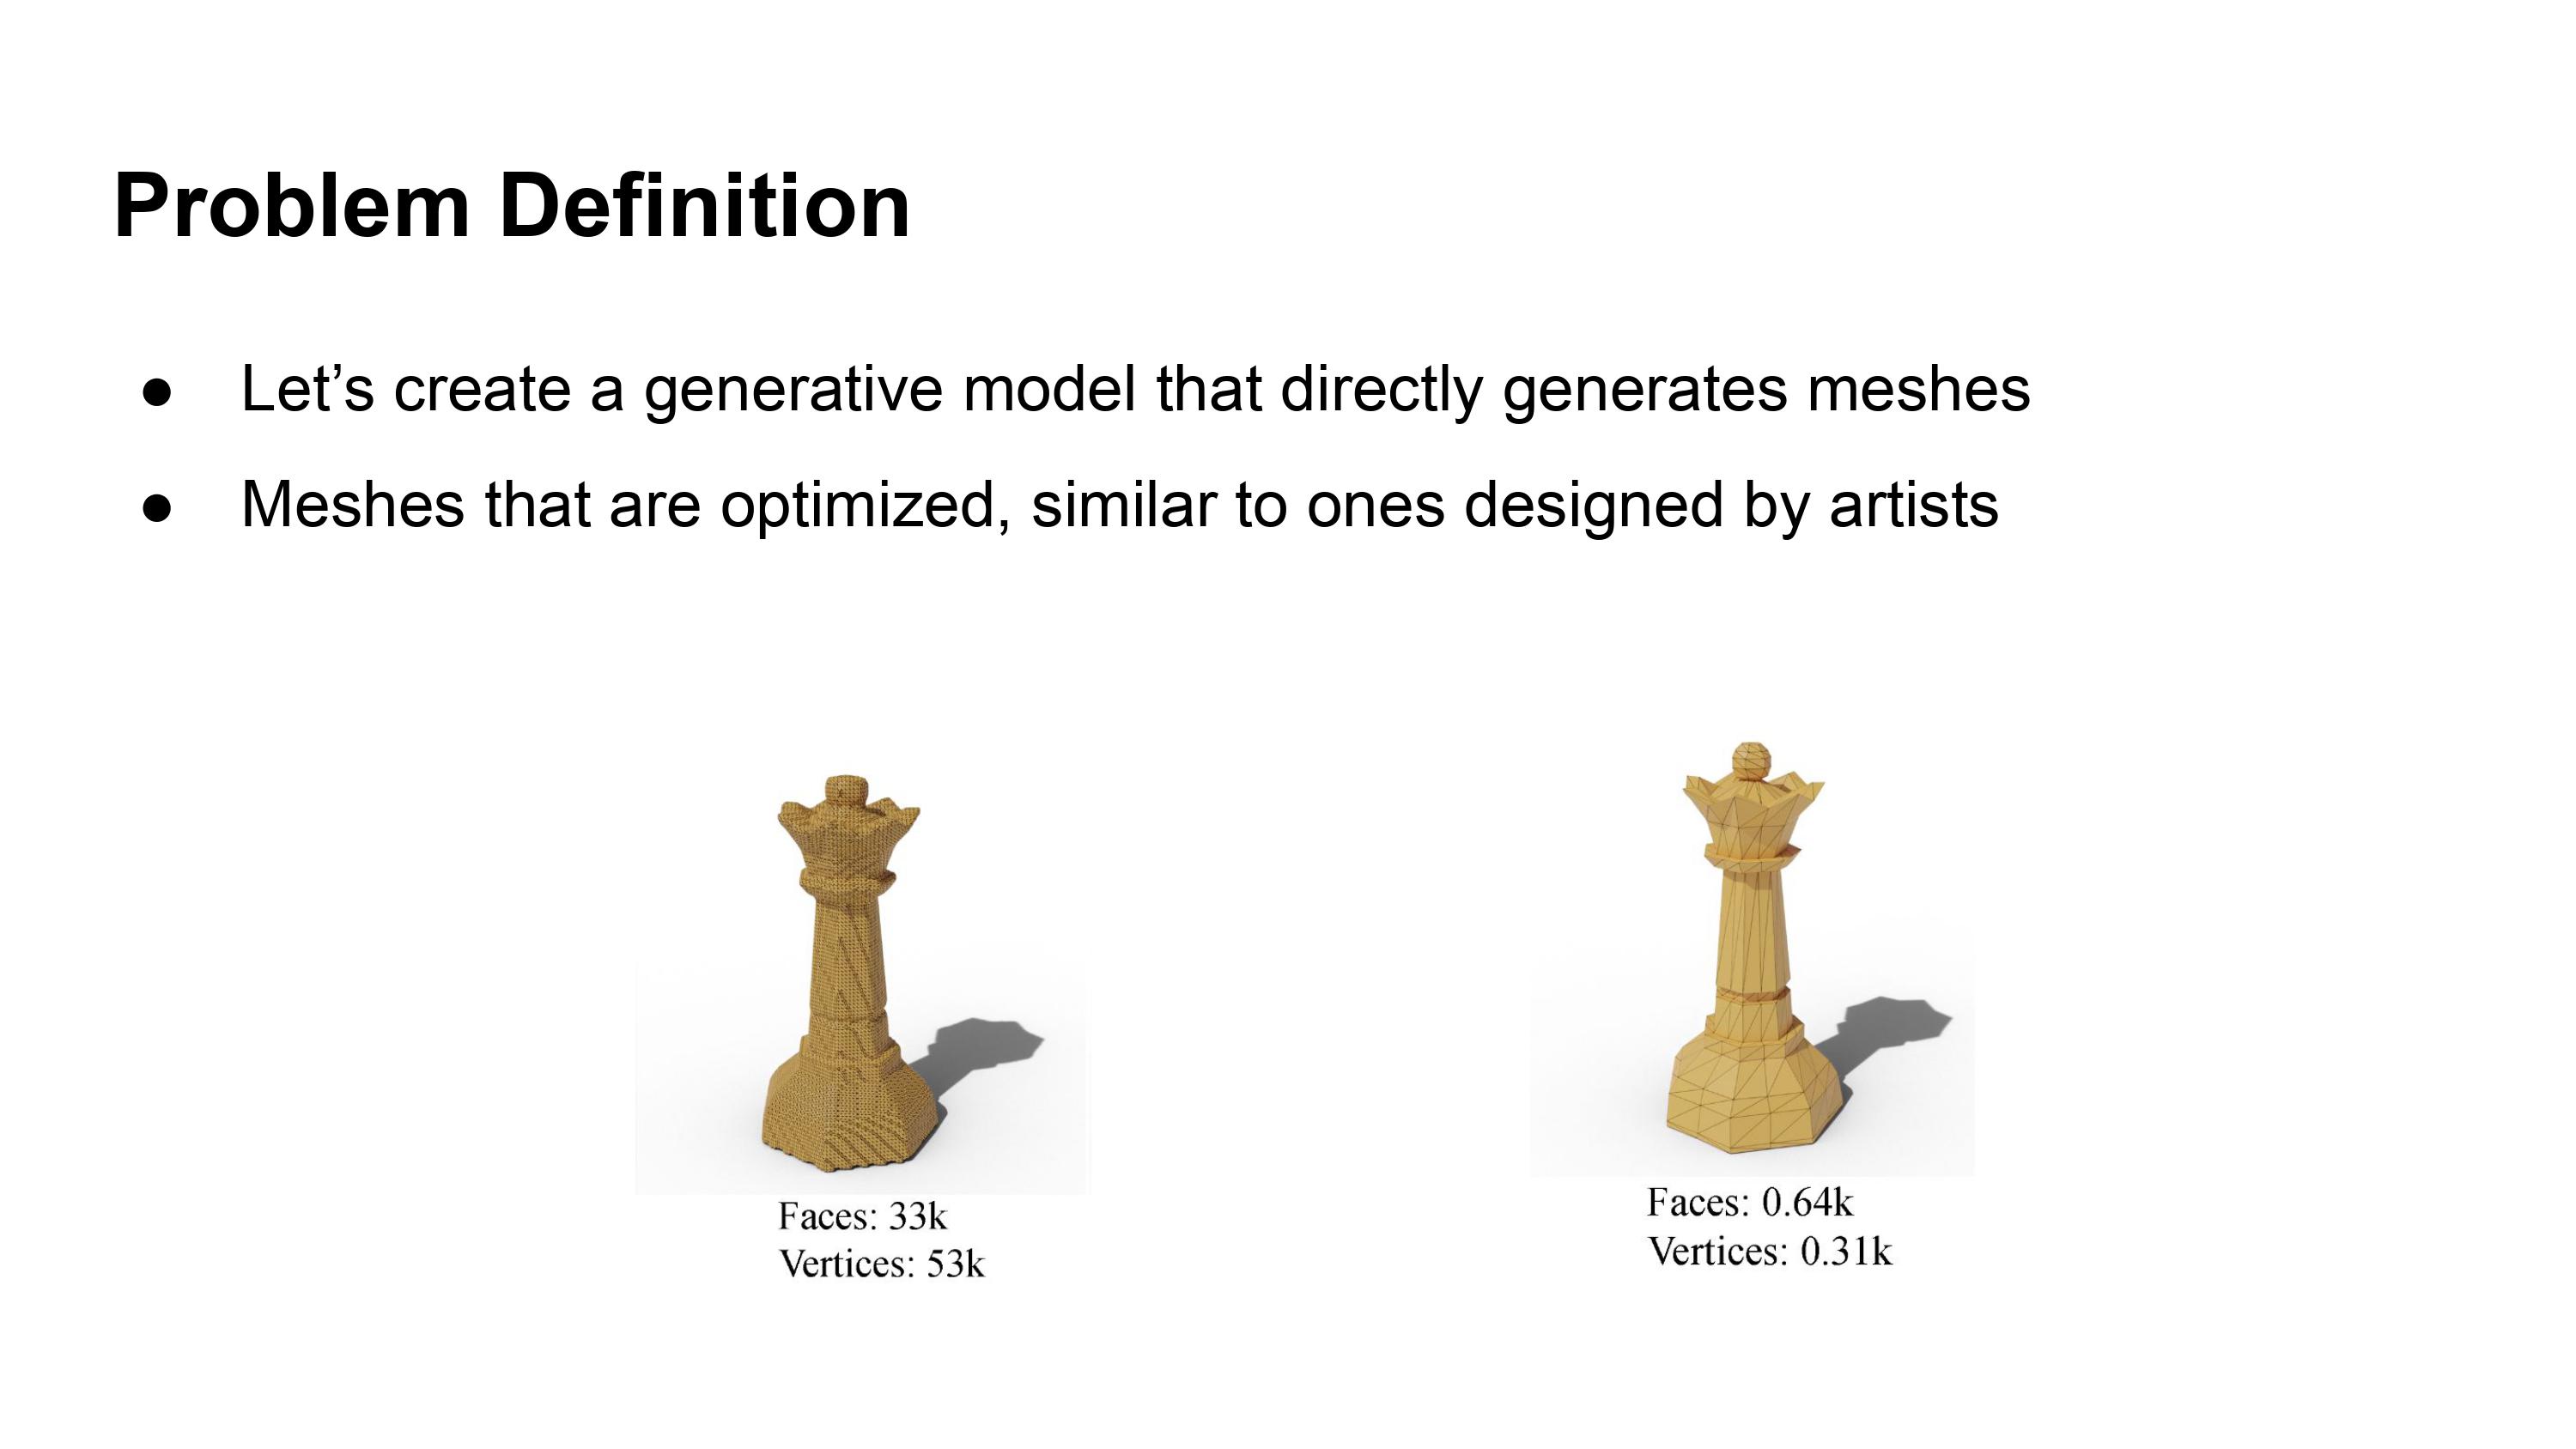 Problem Definition
● Let’s create a generative model that directly generates meshes
● Meshes that are optimized, similar to ones designed by artists
Faces: 33k
Vertices: 53k
Faces: 0.64k
Vertices: 0.31k